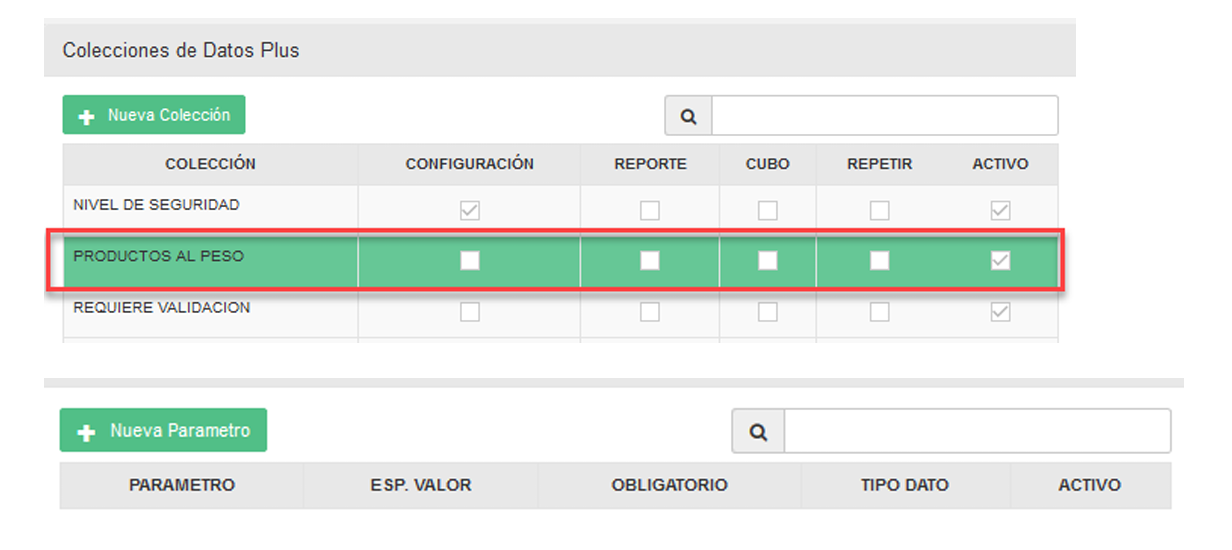 Colecciones de Datos Plus
Nueva Colección
COLECCIÓN CONFIGURACIÓN REPORTE CUBO REPETIR ACTIVO
NIVEL DE SEGURIDAD
PRODUCTOS AL PESO
REQUIERE VALIDACION
Nueva Parametro
PARAMETRO ESP. VALOR OBLIGATORIO TIPO DATO ACTIVO